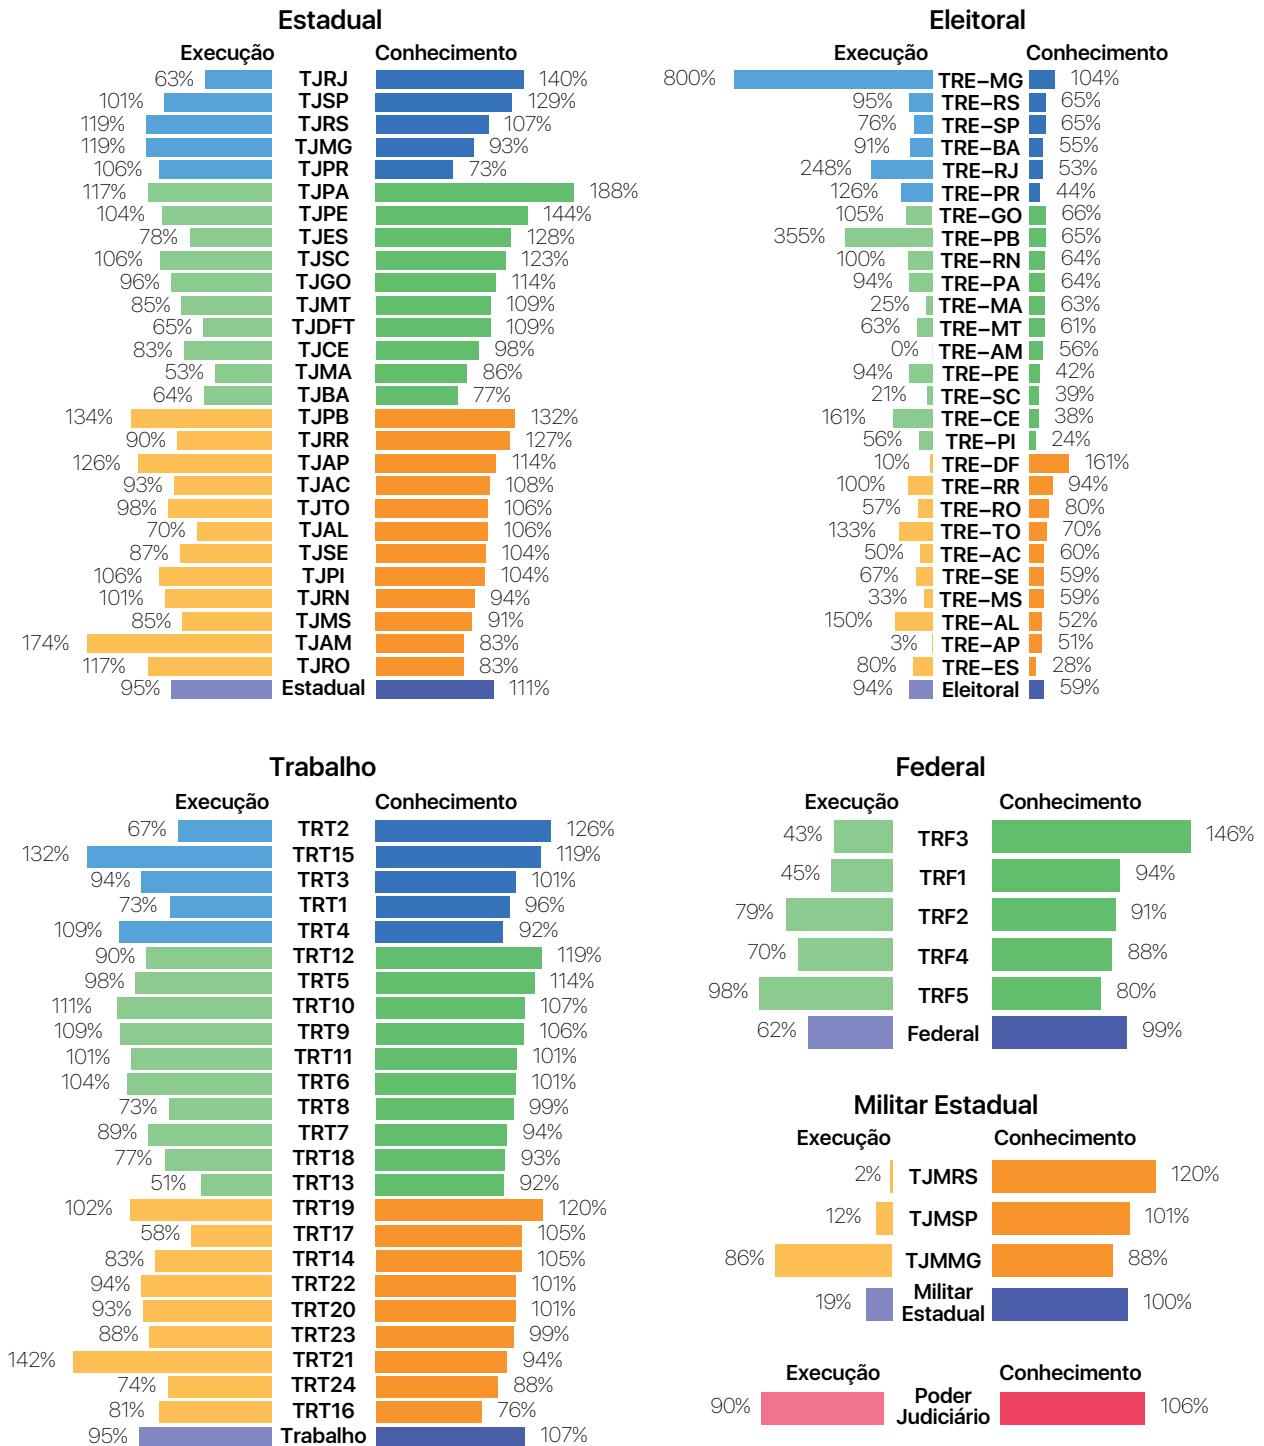 Estadual
Execução Conhecimento
63% TJRJ 140%
101% TJSP 129%
119% TJRS 107%
119% TJMG 93%
106% TJPR 73%
117% TJPA 188%
104% TJPE 144%
78% TJES 128%
106% TJSC 123%
96% TJGO 114%
85% TJMT 109%
65% TJDFT 109%
83% TJCE 98%
53% TJMA 86%
64% TJBA 77%
134% TJPB 132%
90% TJRR 127%
126% TJAP 114%
93% TJAC 108%
98% TJTO 106%
70% TJAL 106%
87% TJSE 104%
106% TJPI 104%
101% TJRN 94%
85% TJMS 91%
174% TJAM 83%
117% TJRO 83%
95% Estadual 111%
Eleitoral
Execução Conhecimento
800% TRE–MG 104%
95% TRE–RS 65%
76% TRE–SP 65%
91% TRE–BA 55%
248% TRE–RJ 53%
126% TRE–PR 44%
105% TRE–GO 66%
355% TRE–PB 65%
100% TRE–RN 64%
94% TRE–PA 64%
25% TRE–MA 63%
63% TRE–MT 61%
0% TRE–AM 56%
94% TRE–PE 42%
21% TRE–SC 39%
161% TRE–CE 38%
56% TRE–PI 24%
10% TRE–DF 161%
100% TRE–RR 94%
57% TRE–RO 80%
133% TRE–TO 70%
50% TRE–AC 60%
67% TRE–SE 59%
33% TRE–MS 59%
150% TRE–AL 52%
3% TRE–AP 51%
80% TRE–ES 28%
94% Eleitoral 59%
Trabalho
Execução Conhecimento
67% TRT2 126%
132% TRT15 119%
94% TRT3 101%
73% TRT1 96%
109% TRT4 92%
90% TRT12 119%
98% TRT5 114%
111% TRT10 107%
109% TRT9 106%
101% TRT11 101%
104% TRT6 101%
73% TRT8 99%
89% TRT7 94%
77% TRT18 93%
51% TRT13 92%
102% TRT19 120%
58% TRT17 105%
83% TRT14 105%
94% TRT22 101%
93% TRT20 101%
88% TRT23 99%
142% TRT21 94%
74% TRT24 88%
81% TRT16 76%
95% Trabalho 107%
Federal
Execução Conhecimento
43% TRF3 146%
45% TRF1 94%
79% TRF2 91%
70% TRF4 88%
98% TRF5 80%
62% Federal 99%
Militar Estadual
Execução Conhecimento
2% TJMRS 120%
12% TJMSP 101%
86% TJMMG 88%
19% Militar 100%
Estadual
Execução Conhecimento
90% Poder 106%
Judiciário